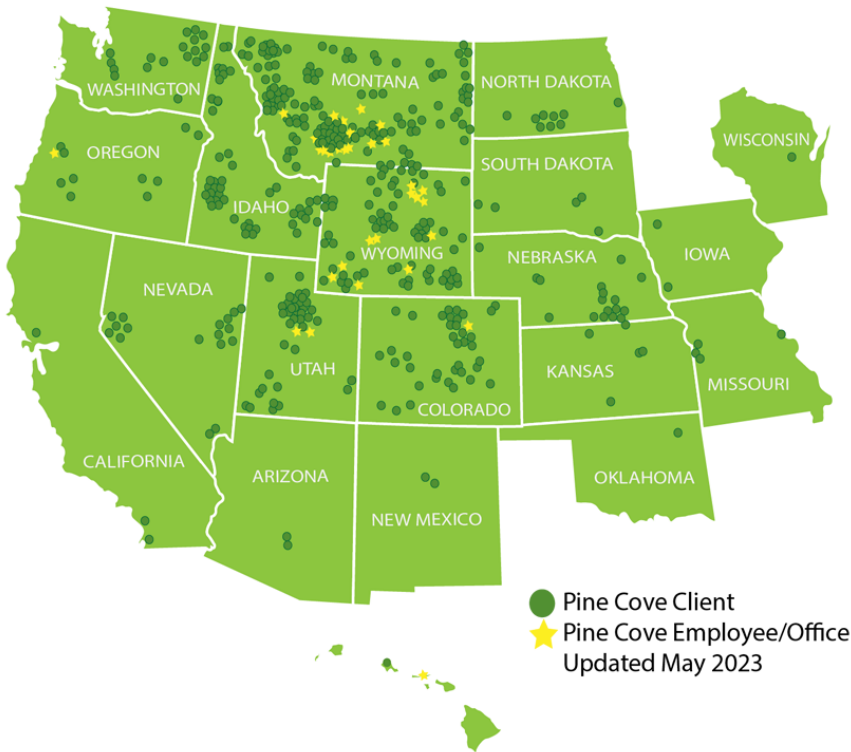 WASHINGTON
MONTANA
NORTH DAKOTA
WISCONSIN
OREGON
SOUTH DAKOTA
IDAHO
WYOMING
NEBRASKA
IOWA
NEVADA
UTAH
KANSAS
MISSOURI
COLORADO
CALIFORNIA
ARIZONA
OKLAHOMA
NEW MEXICO
Pine Cove Client
Pine Cove Employee/Office
Updated May 2023